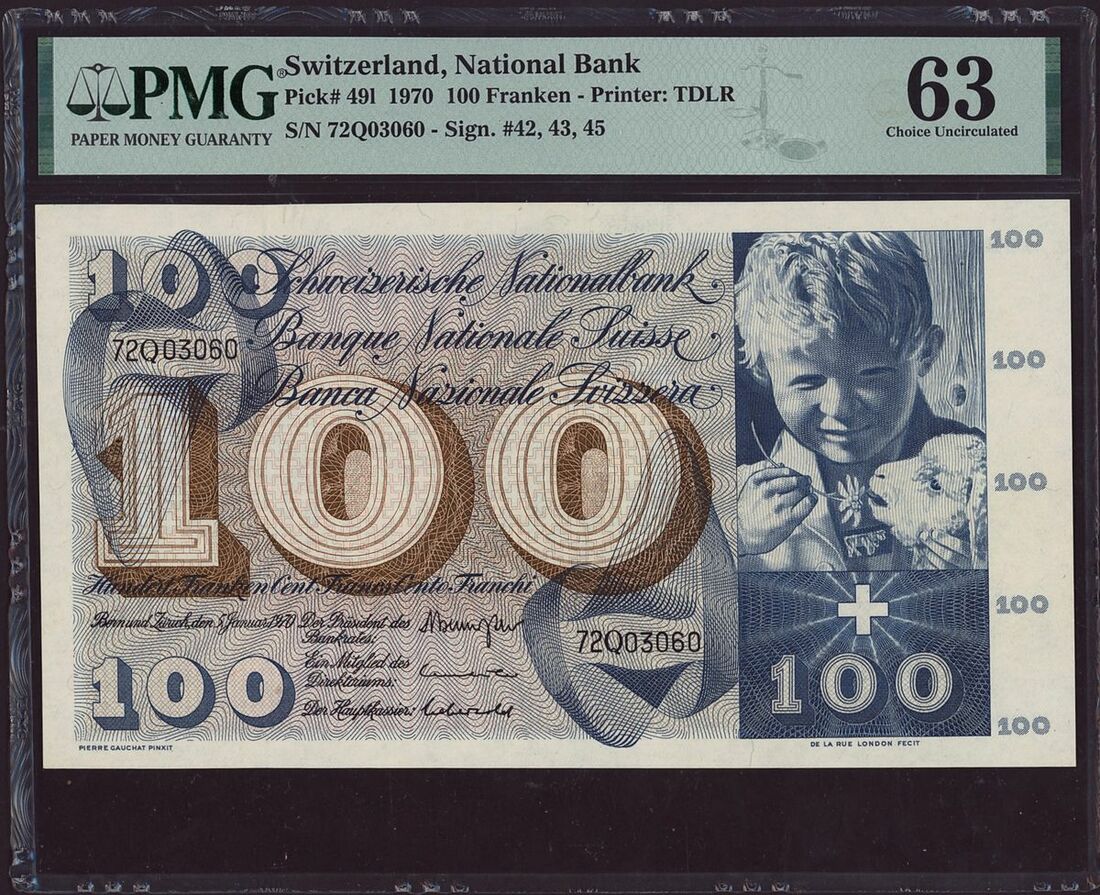 PMG®
PAPER MONEY GUARANTY
Switzerland, National Bank
Pick# 49l 1970 100 Franken - Printer: TDLR
S/N 72Q03060 - Sign. #42, 43, 45
63
Choice Uncirculated
100
Schweizerische Nationalbank
Banque Nationale Suisse
Banca Nazionale Svizzera
72Q03060
100
Hundert Franken Cent Francs Cento Franchi
Bern und Zürich, den 5. Januar 1970
Der Präsident des
Bankrates:
Ein Mitglied des
Direktoriums:
Der Hauptkassier:
100
72Q03060
PIERRE GAUCHAT PINXIT
100
DE LA RUE LONDON FECIT
100
100
100
100
100